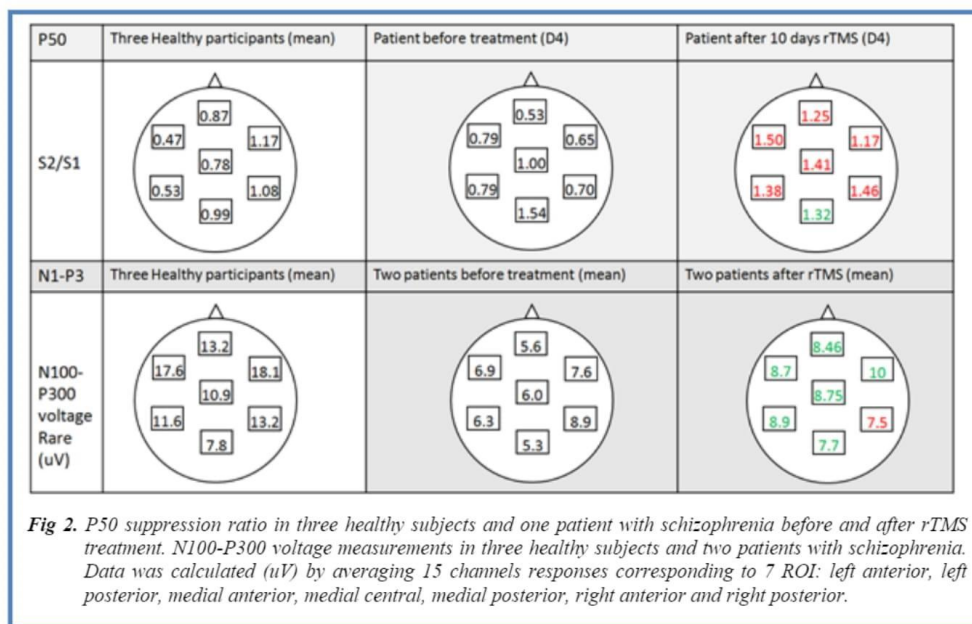 P50 Three Healthy participants (mean) Patient before treatment (D4) Patient after 10 days rTMS (D4)
S2/S1
0.87 0.53 1.25
0.47 1.17 0.79 0.65 1.50 1.17
0.78 1.00 1.41
0.53 1.08 0.79 0.70 1.38 1.46
0.99 1.54 1.32
N1-P3 Three Healthy participants (mean) Two patients before treatment (mean) Two patients after rTMS (mean)
N100-
P300
voltage
Rare
(uV)
13.2 5.6 8.46
17.6 18.1 6.9 7.6 8.7 10
10.9 6.0 8.75
11.6 13.2 6.3 8.9 8.9 7.5
7.8 5.3 7.7
Fig 2. P50 suppression ratio in three healthy subjects and one patient with schizophrenia before and after rTMS
treatment. N100-P300 voltage measurements in three healthy subjects and two patients with schizophrenia.
Data was calculated (uV) by averaging 15 channels responses corresponding to 7 ROI: left anterior, left
posterior, medial anterior, medial central, medial posterior, right anterior and right posterior.